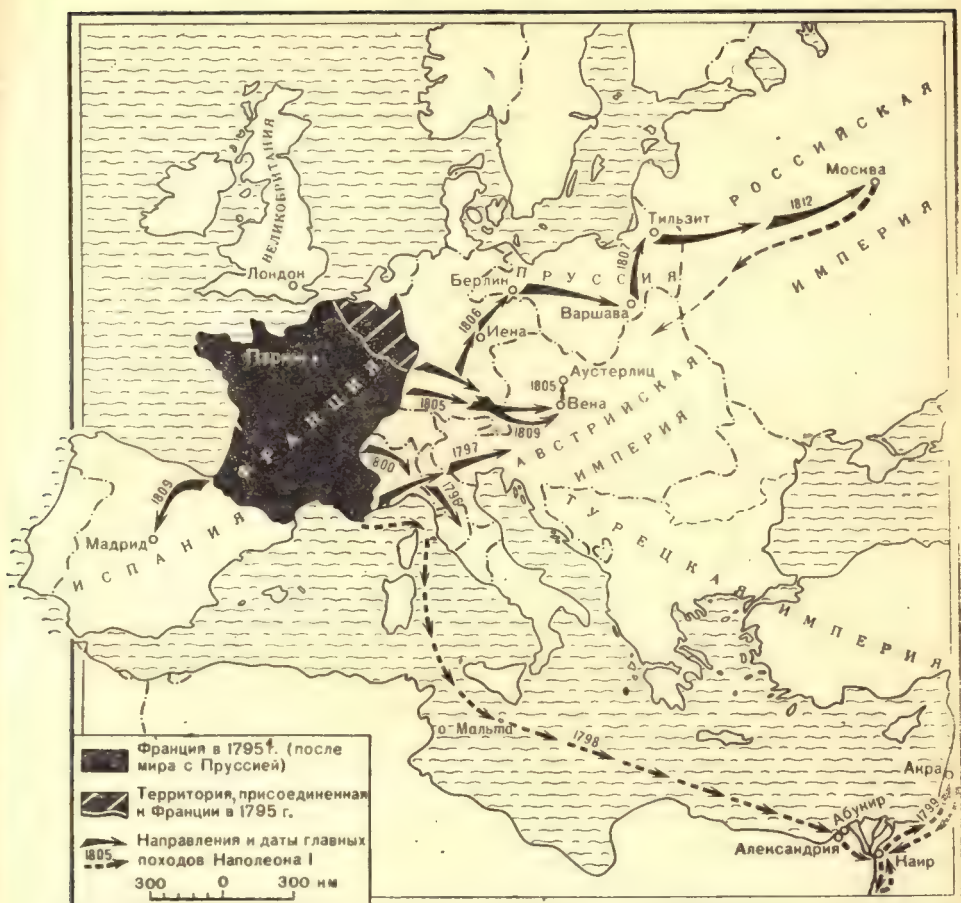 РОССИЙСКАЯ
ИМПЕРИЯ
Москва
1812
Тильзит
1807
ВЕЛИКОБРИТАНИЯ
Лондон
ПРУССИЯ
Берлин
Варшава
1806
Иена
Париж
ФРАНЦИЯ
Аустерлиц
1805
Вена
1805
1809
АВСТРИЙСКАЯ
ИМПЕРИЯ
1797
800
1796
1809
Мадрид
ИСПАНИЯ
ТУРЕЦКАЯ ИМПЕРИЯ
о Мальта
1798
Акра
1799
Абукир
Александрия
Каир
Франция в 1795 г. (после
мира с Пруссией)
Территория, присоединенная
к Франции в 1795 г.
Направления и даты главных
1805 походов Наполеона I
300 0 300 км